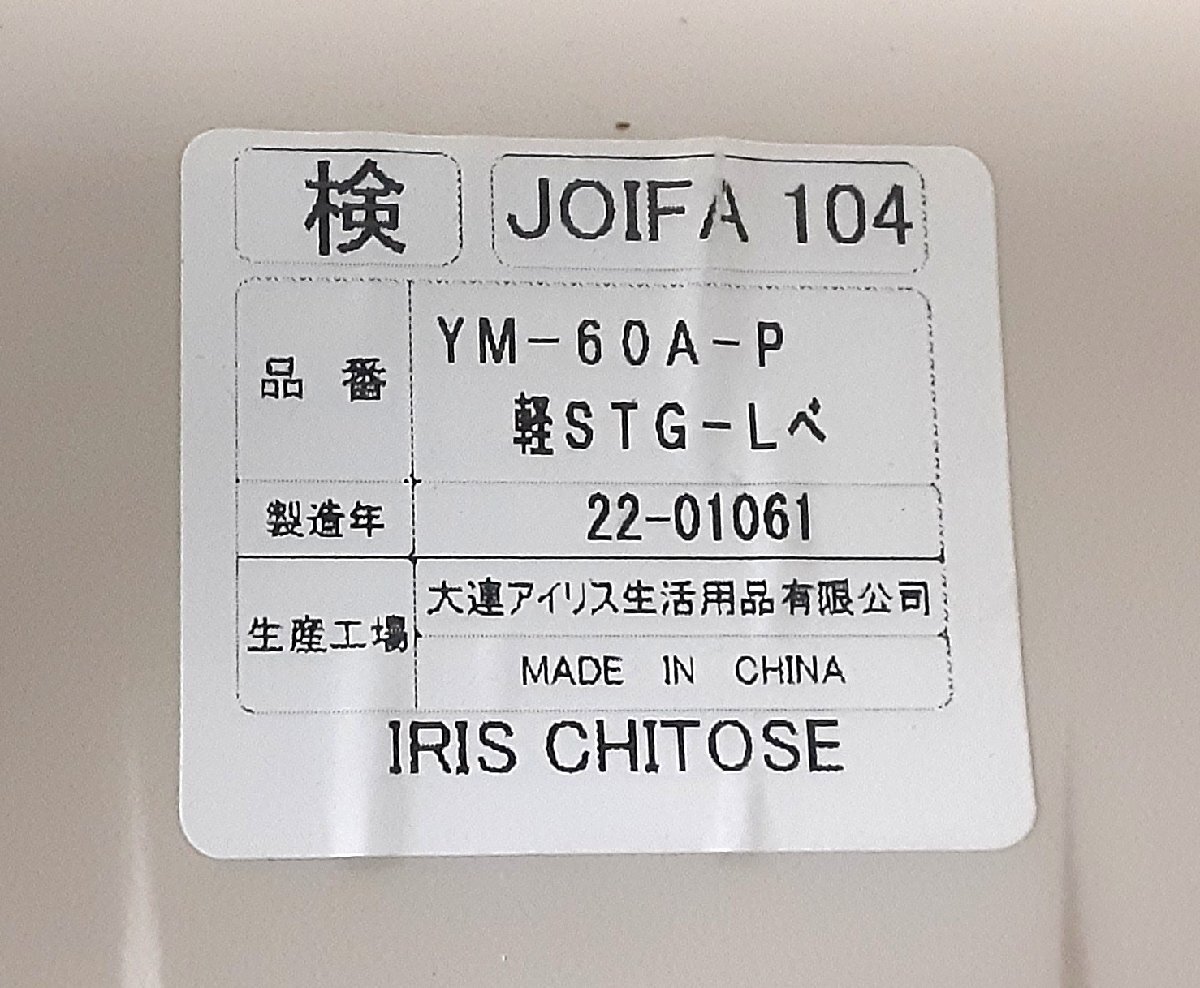 検 JOIFA 104
品番 YM-60A-P
軽STG-Lベ
製造年 22-01061
生産工場 大連アイリス生活用品有限公司
MADE IN CHINA
IRIS CHITOSE